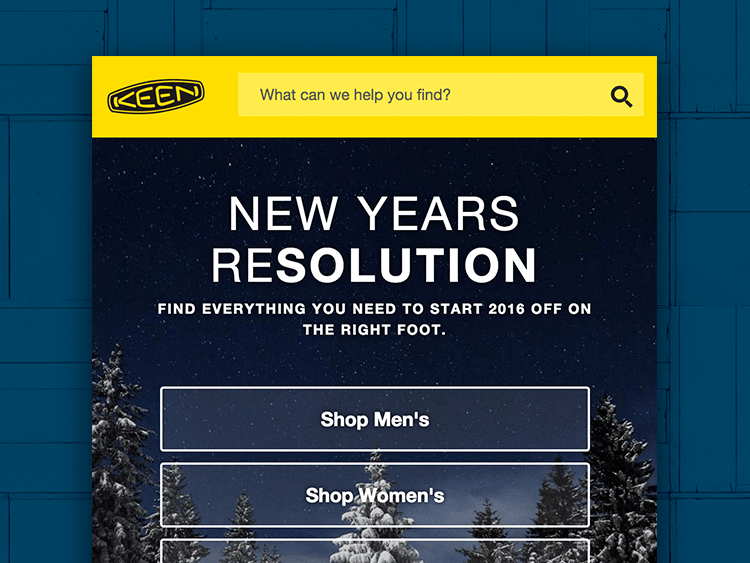 KEEN
What can we help you find?
NEW YEARS
RESOLUTION
FIND EVERYTHING YOU NEED TO START 2016 OFF ON
THE RIGHT FOOT.
Shop Men's
Shop Women's